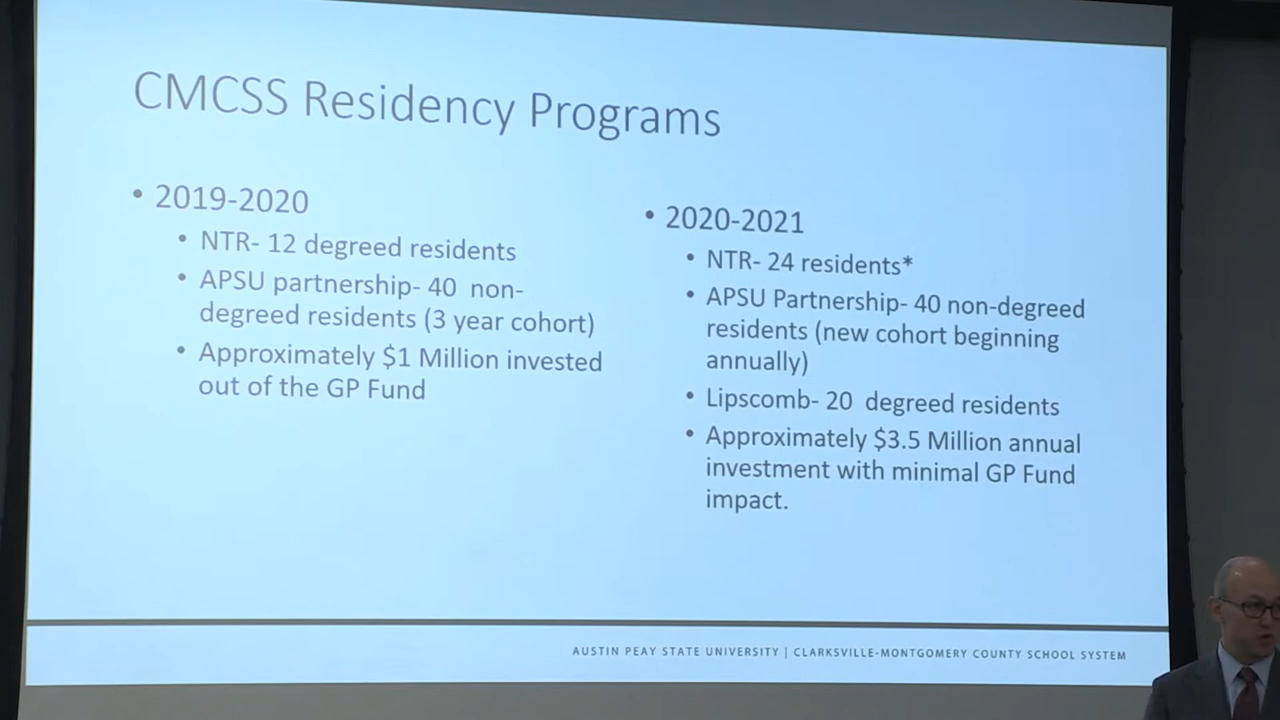 CMCSS Residency Programs
• 2019-2020
• NTR- 12 degreed residents
• APSU partnership- 40 non-
degreed residents (3 year cohort)
• Approximately $1 Million invested
out of the GP Fund
• 2020-2021
• NTR- 24 residents*
• APSU Partnership- 40 non-degreed
residents (new cohort beginning
annually)
• Lipscomb- 20 degreed residents
• Approximately $3.5 Million annual
investment with minimal GP Fund
impact.
AUSTIN PEAY STATE UNIVERSITY | CLARKSVILLE-MONTGOMERY COUNTY SCHOOL SYSTEM